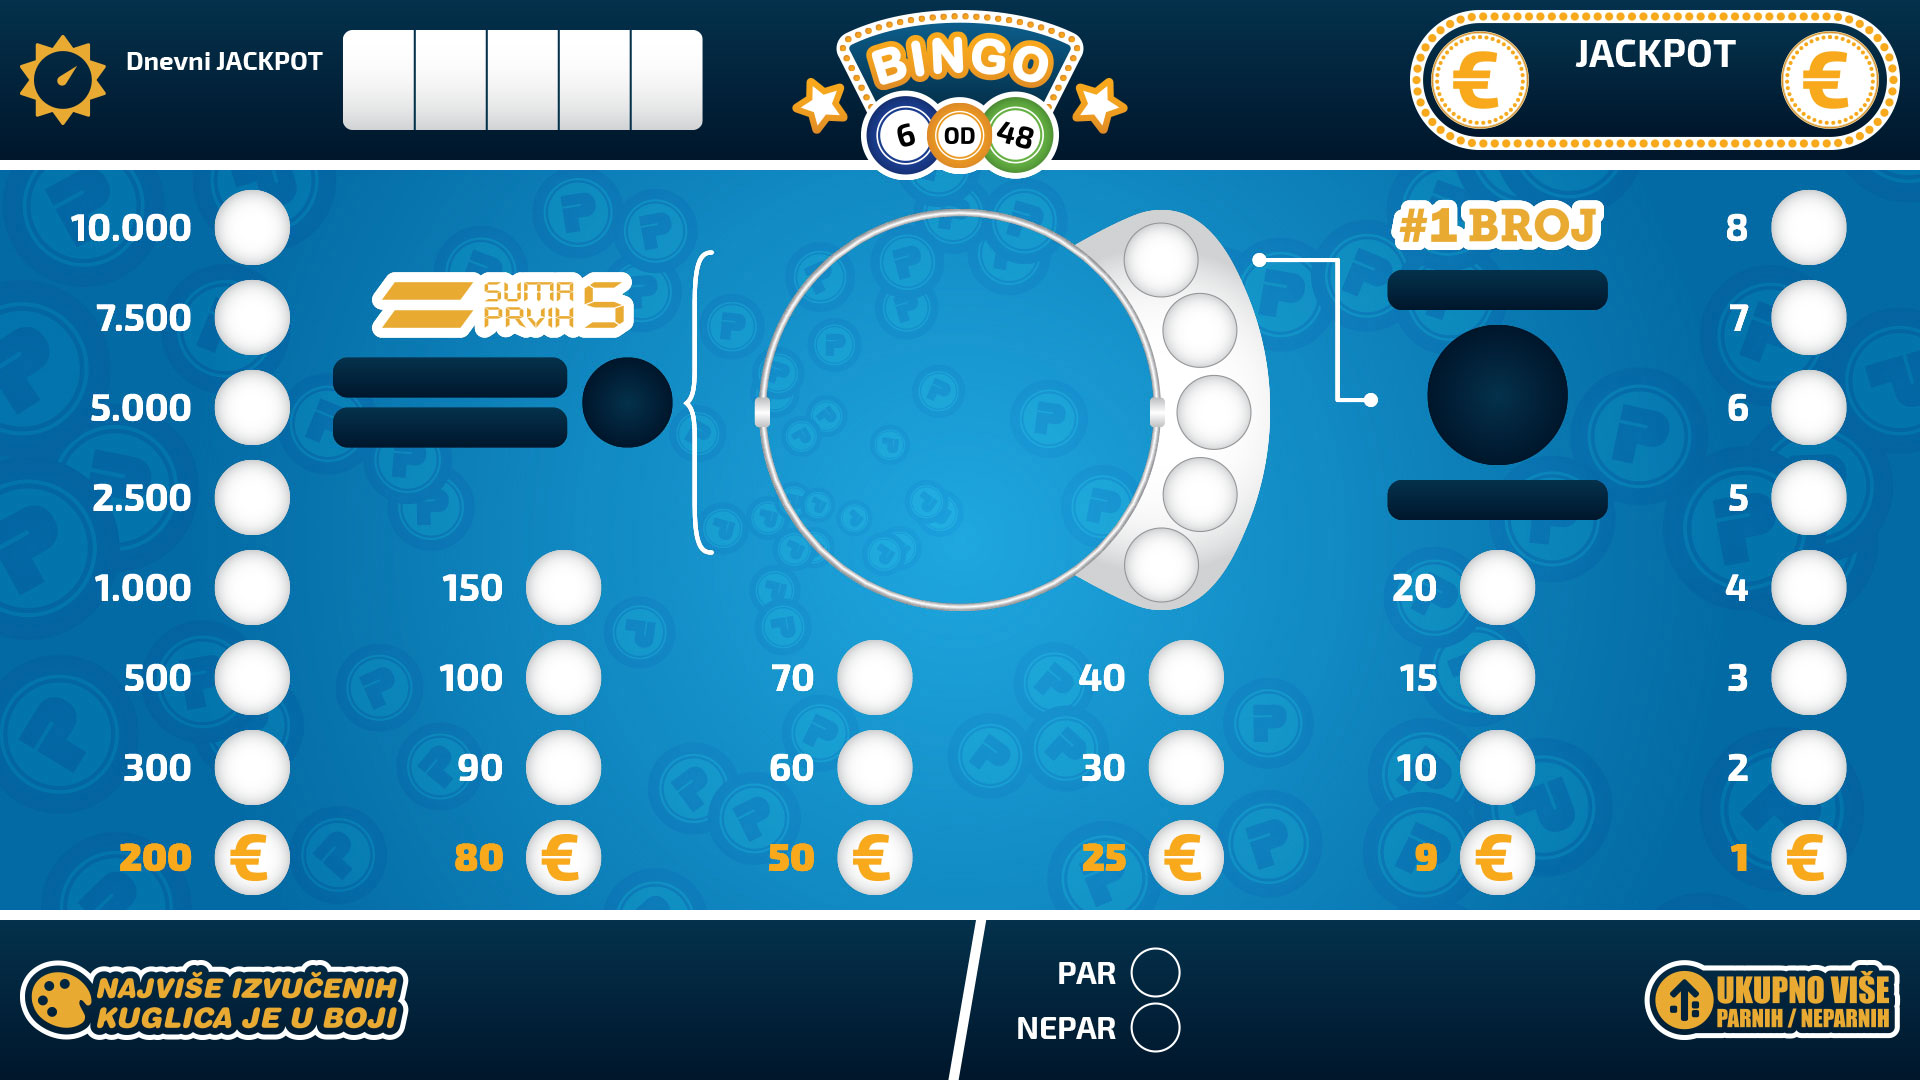 Dnevni JACKPOT
BINGO
6 OD 48
€ JACKPOT €
10.000
7.500
5.000
2.500
1.000
500
300
200 €
SUMA
PRVIH 5
150
100
90
80 €
70
60
50 €
40
30
25 €
#1 BROJ
20
15
10
9 €
8
7
6
5
4
3
2
1 €
NAJVIŠE IZVUČENIH
KUGLICA JE U BOJI
PAR
NEPAR
UKUPNO VIŠE
PARNIH / NEPARNIH